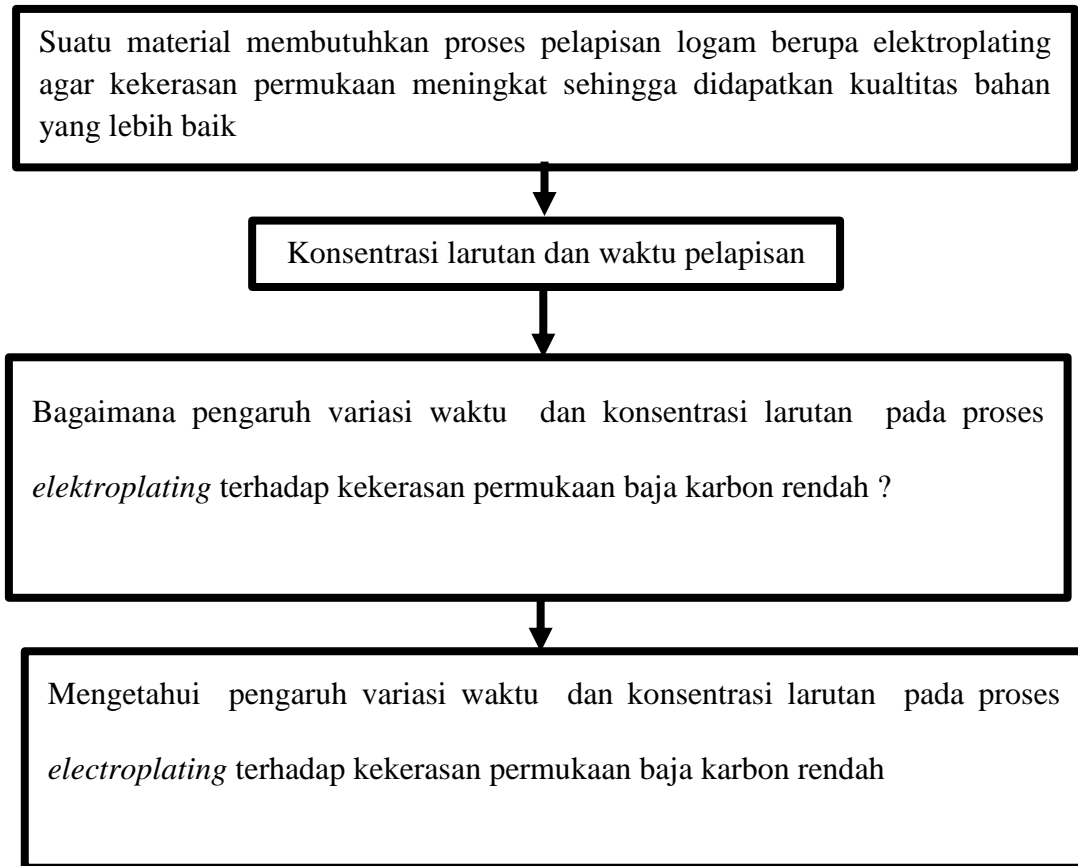 Suatu material membutuhkan proses pelapisan logam berupa elektroplating
agar kekerasan permukaan meningkat sehingga didapatkan kualtitas bahan
yang lebih baik
Konsentrasi larutan dan waktu pelapisan
Bagaimana pengaruh variasi waktu dan konsentrasi larutan pada proses
elektroplating terhadap kekerasan permukaan baja karbon rendah ?
Mengetahui pengaruh variasi waktu dan konsentrasi larutan pada proses
electroplating terhadap kekerasan permukaan baja karbon rendah